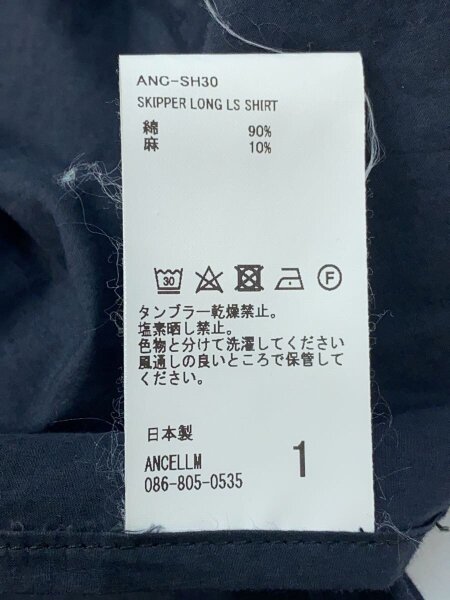 ANC-SH30
SKIPPER LONG LS SHIRT
綿 90%
麻 10%
30 F
タンブラー乾燥禁止。
塩素晒し禁止。
色物と分けて洗濯してください
風通しの良いところで保管して
ください。
日本製
ANCELLM
086-805-0535
1